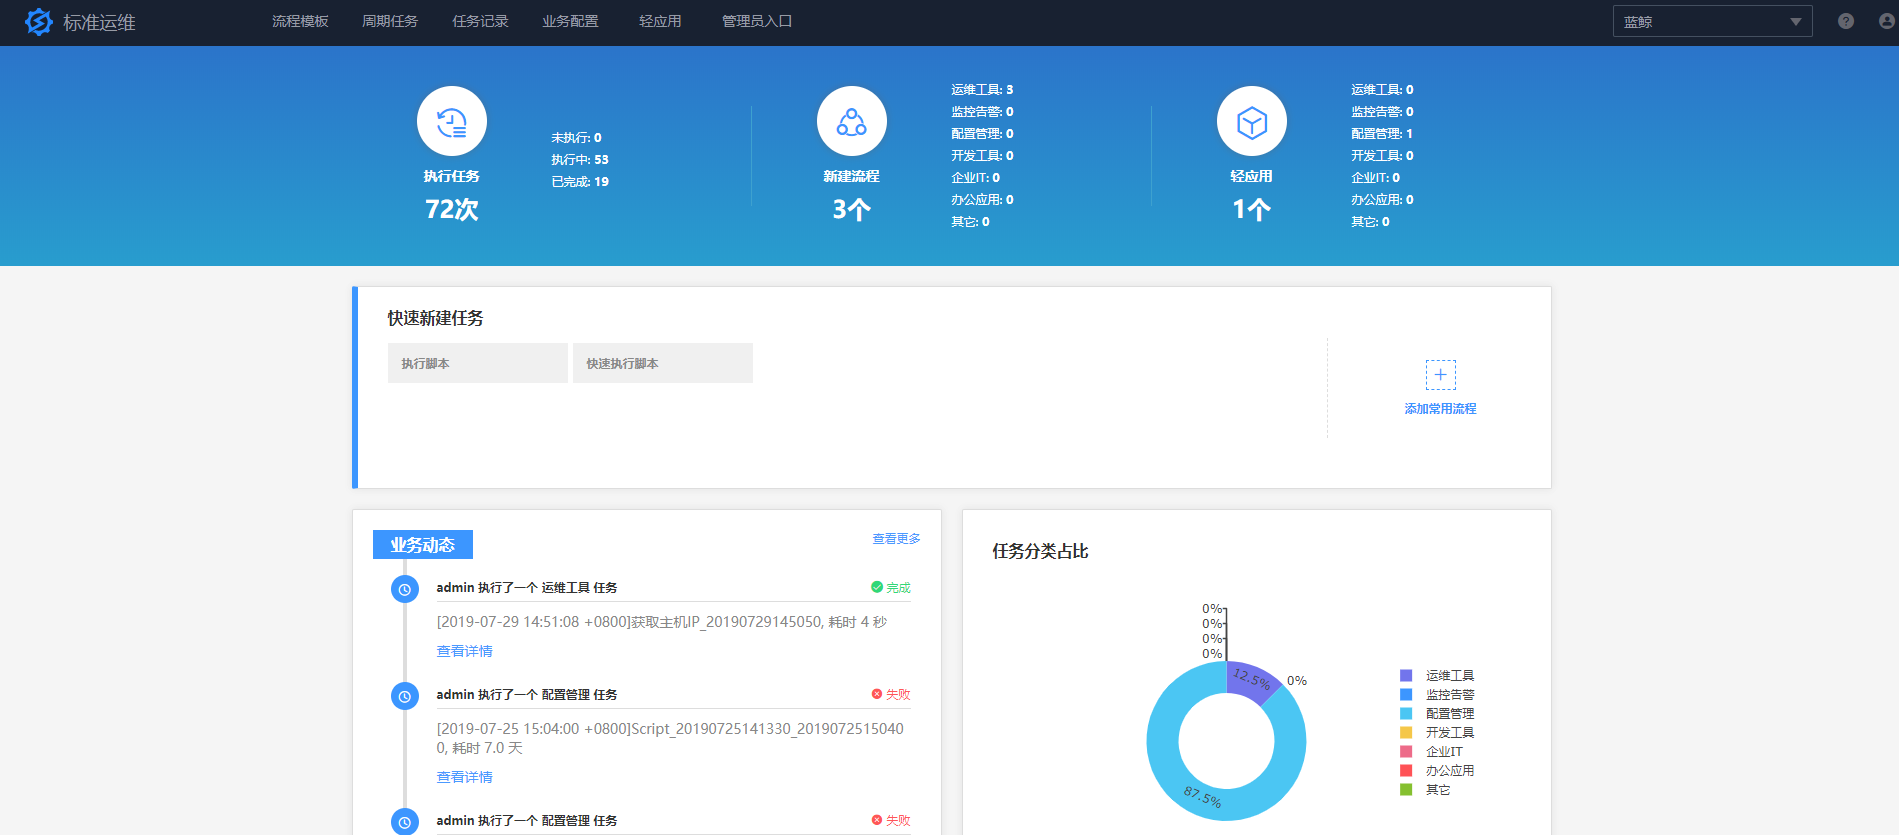 标准运维
流程模板 周期任务 任务记录 业务配置 轻应用 管理员入口
蓝鲸
执行任务
72次
未执行: 0
执行中: 53
已完成: 19
新建流程
3个
运维工具: 3
监控告警: 0
配置管理: 0
开发工具: 0
企业IT: 0
办公应用: 0
其它: 0
轻应用
1个
运维工具: 0
监控告警: 0
配置管理: 1
开发工具: 0
企业IT: 0
办公应用: 0
其它: 0
快速新建任务
执行脚本 快速执行脚本
添加常用流程
业务动态 查看更多
admin 执行了一个 运维工具 任务 完成
[2019-07-29 14:51:08 +0800]获取主机IP_20190729145050, 耗时 4 秒
查看详情
admin 执行了一个 配置管理 任务 失败
[2019-07-25 15:04:00 +0800]Script_20190725141330_2019072515040
0, 耗时 7.0 天
查看详情
admin 执行了一个 配置管理 任务 失败
任务分类占比
0%
0%
0%
0%
12.5%
0%
87.5%
运维工具
监控告警
配置管理
开发工具
企业IT
办公应用
其它